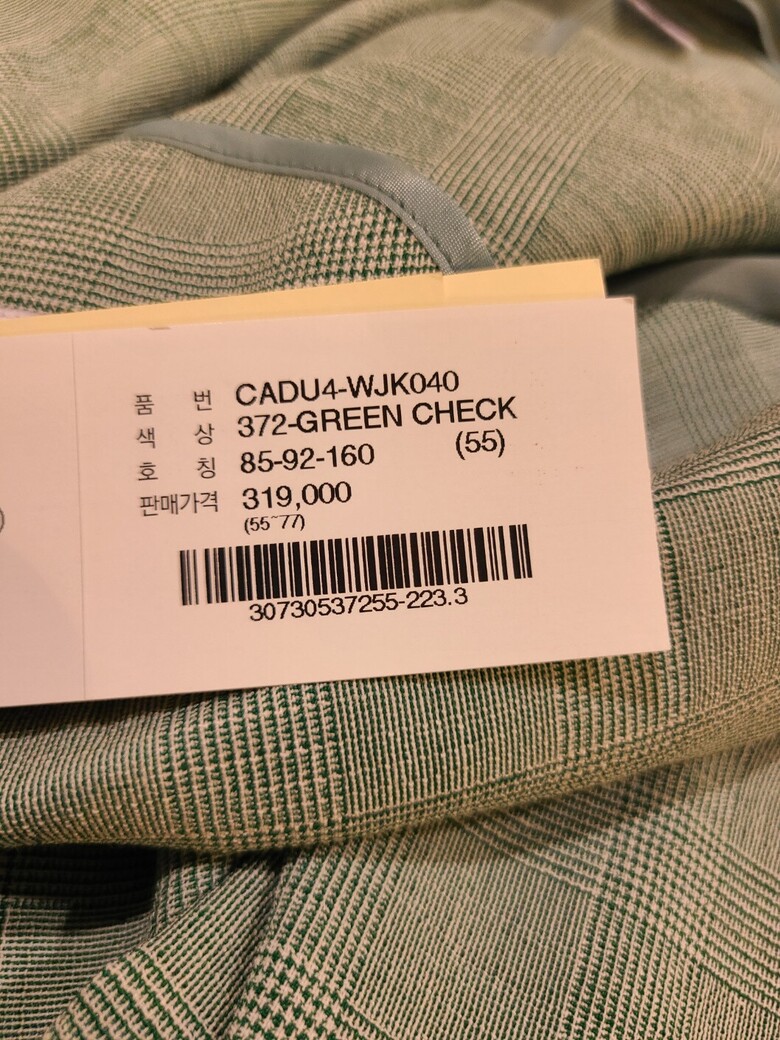 품 번 CADU4-WJK040
색 상 372-GREEN CHECK
호 칭 85-92-160 (55)
판매가격 319,000
(55~77)
30730537255-223.3